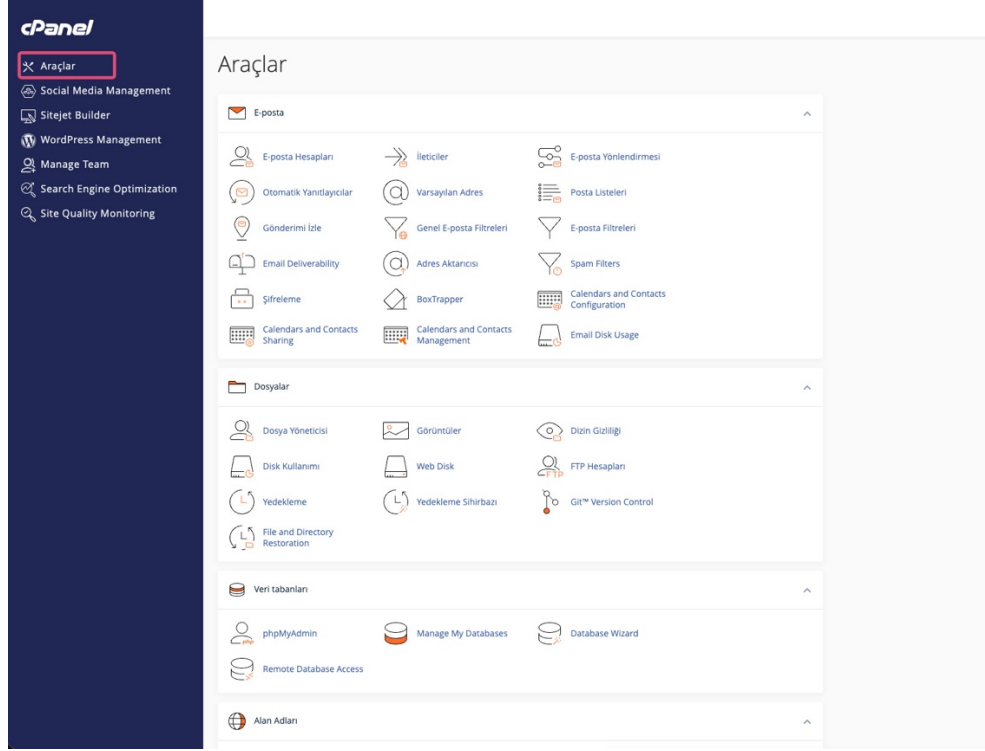 cPanel
Araçlar
Social Media Management
Sitejet Builder
WordPress Management
Manage Team
Search Engine Optimization
Site Quality Monitoring
Araçlar
E-posta
E-posta Hesapları
İleticiler
E-posta Yönlendirmesi
Otomatik Yanıtlayıcılar
Varsayılan Adres
Posta Listeleri
Gönderimi İzle
Genel E-posta Filtreleri
E-posta Filtreleri
Email Deliverability
Adres Aktarıcısı
Spam Filters
Şifreleme
BoxTrapper
Calendars and Contacts
Configuration
Calendars and Contacts
Sharing
Calendars and Contacts
Management
Email Disk Usage
Dosyalar
Dosya Yöneticisi
Görüntüler
Dizin Gizliliği
Disk Kullanımı
Web Disk
FTP
FTP Hesapları
Yedekleme
Yedekleme Sihirbazı
Git™ Version Control
File and Directory
Restoration
Veri tabanları
php
phpMyAdmin
Manage My Databases
Database Wizard
Remote Database Access
Alan Adları